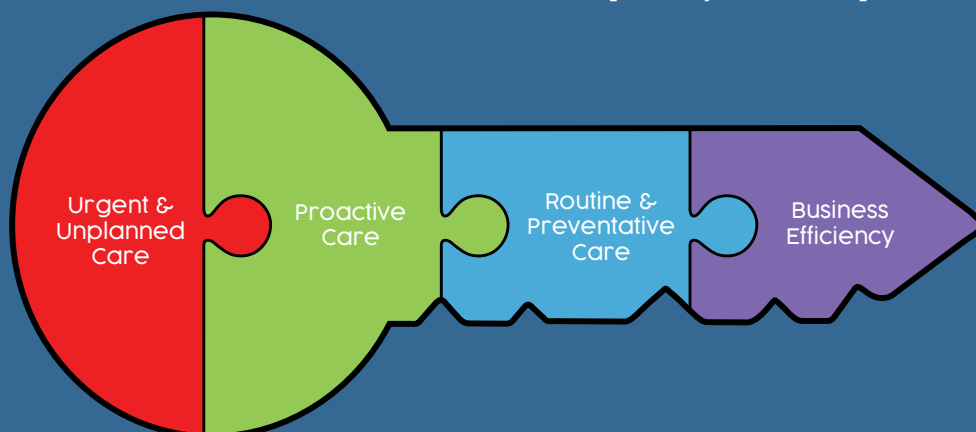 Urgent &
Unplanned
Care
Proactive
Care
Routine &
Preventative
Care
Business
Efficiency